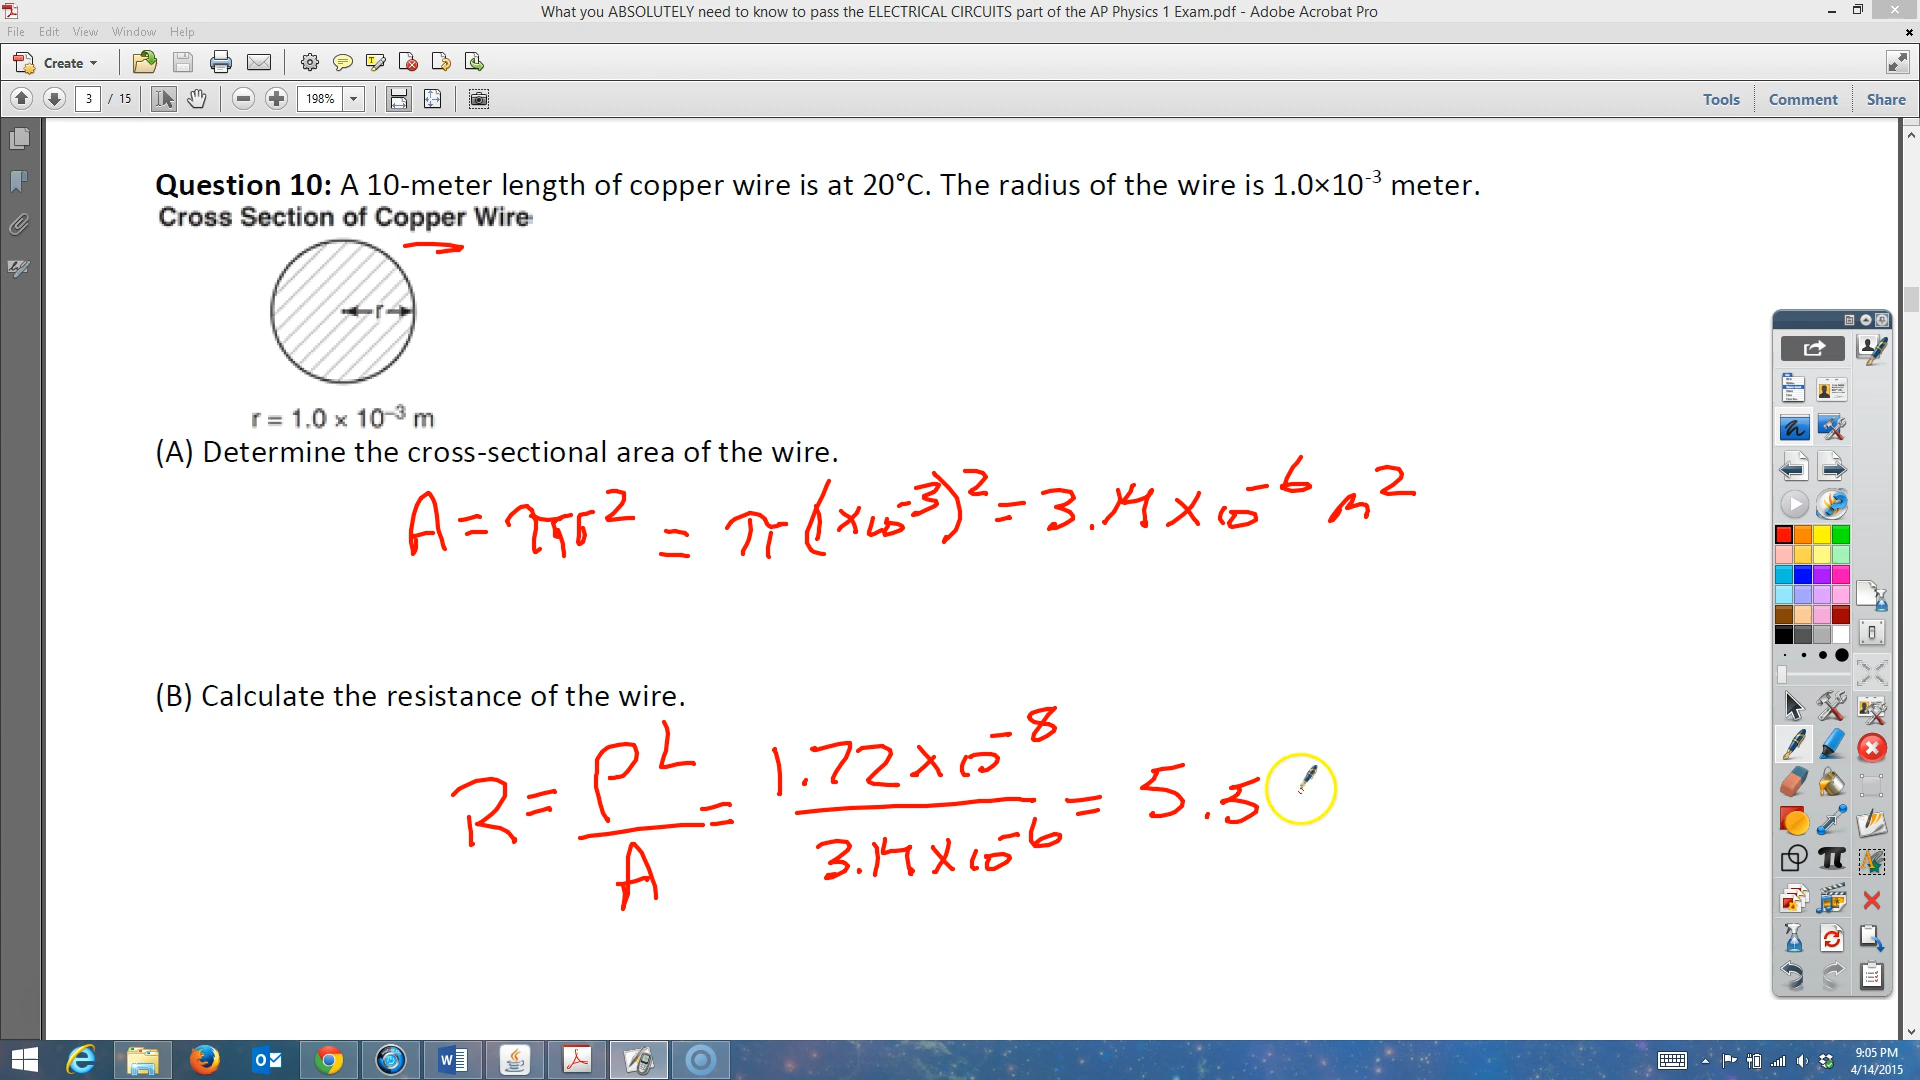 What you ABSOLUTELY need to know to pass the ELECTRICAL CIRCUITS part of the AP Physics 1 Exam.pdf - Adobe Acrobat Pro
File Edit View Window Help
Create
3 / 15 198% Tools Comment Share
Question 10: A 10-meter length of copper wire is at 20°C. The radius of the wire is 1.0×10⁻³ meter.
Cross Section of Copper Wire
r
r = 1.0 × 10⁻³ m
(A) Determine the cross-sectional area of the wire.
A = πr² = π(1×10⁻³)² = 3.14 × 10⁻⁶ m²
(B) Calculate the resistance of the wire.
R = ρL/A = 1.72 × 10⁻⁸/3.14 × 10⁻⁶ = 5.5
9:05 PM
4/14/2015